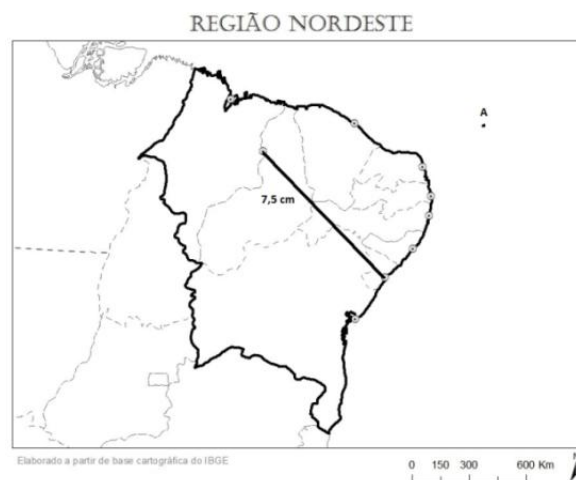 REGIÃO NORDESTE
A
7,5 cm
Elaborado a partir de base cartográfica do IBGE
0 150 300 600 Km